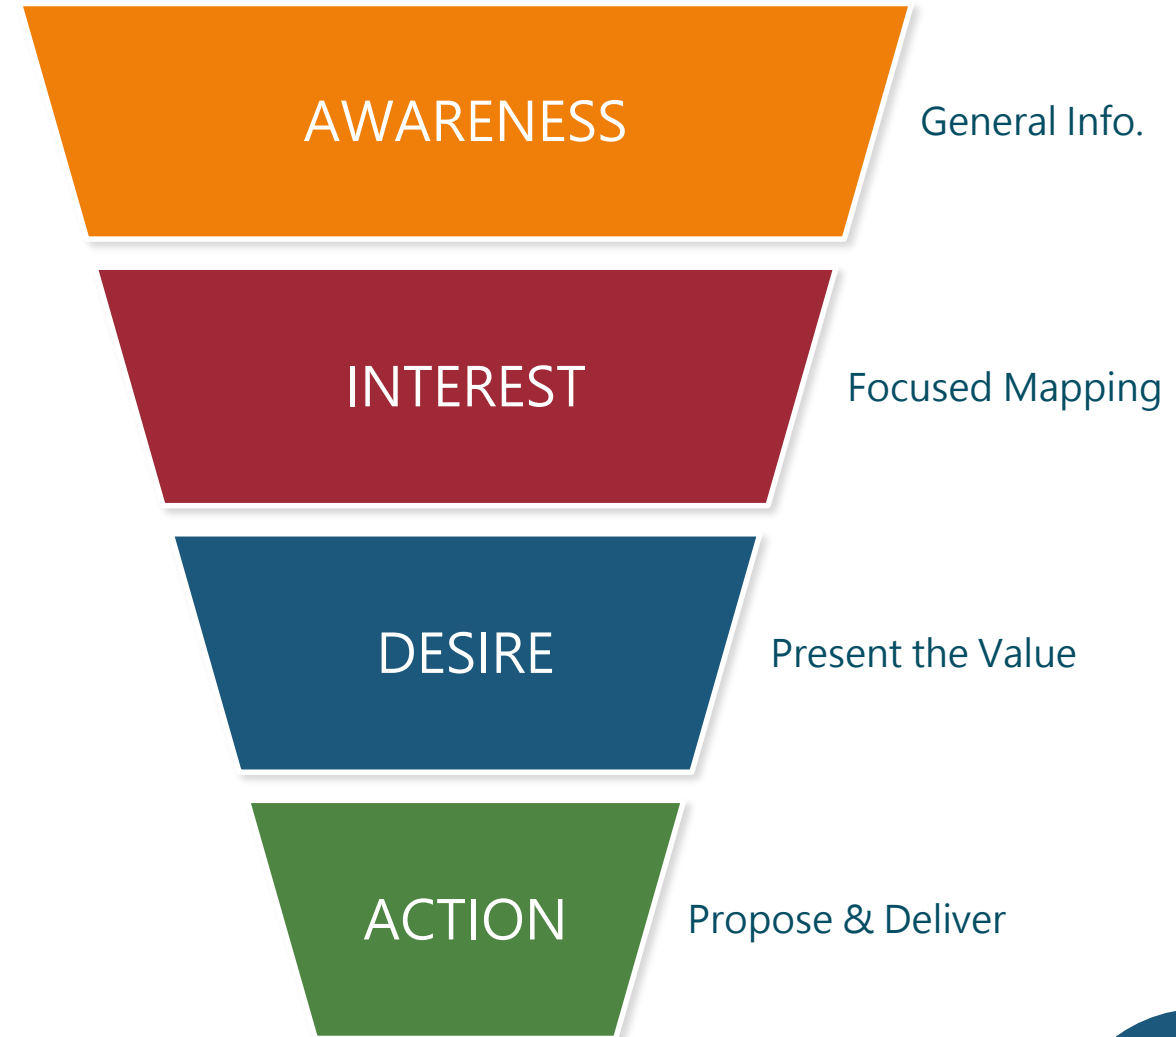 AWARENESS
General Info.
INTEREST
Focused Mapping
DESIRE
Present the Value
ACTION
Propose & Deliver